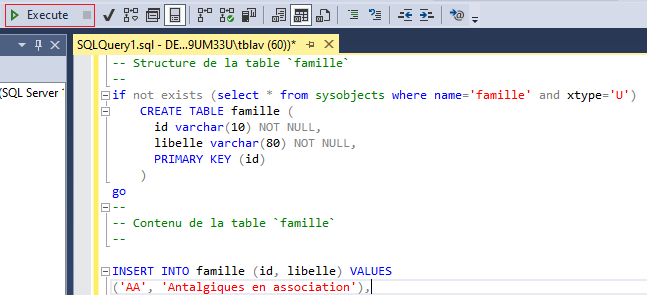 Execute
SQLQuery1.sql - DE...9UM33U\tblav (60))*
(SQL Server
-- Structure de la table `famille`
--
if not exists (select * from sysobjects where name='famille' and xtype='U')
CREATE TABLE famille (
id varchar(10) NOT NULL,
libelle varchar(80) NOT NULL,
PRIMARY KEY (id)
)
go
--
-- Contenu de la table `famille`
--
INSERT INTO famille (id, libelle) VALUES
('AA', 'Antalgiques en association'),